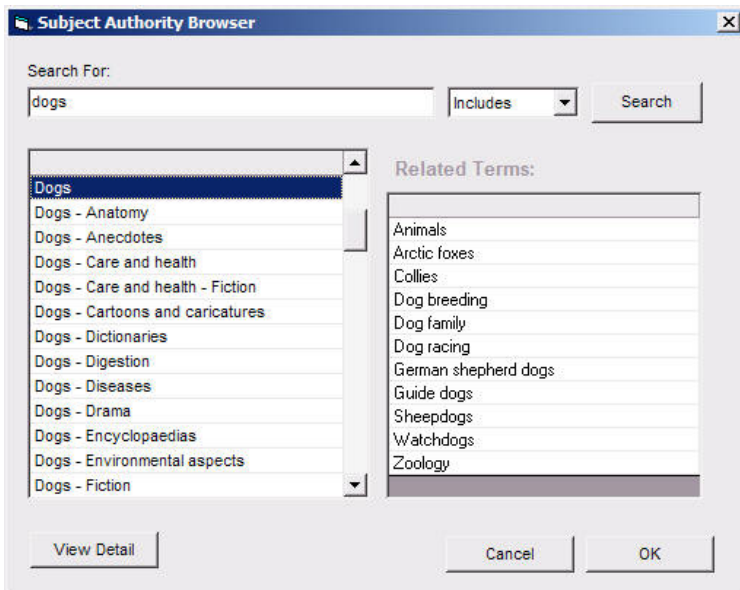 Subject Authority Browser
Search For:
dogs
Includes
Search
Dogs
Dogs - Anatomy
Dogs - Anecdotes
Dogs - Care and health
Dogs - Care and health - Fiction
Dogs - Cartoons and caricatures
Dogs - Dictionaries
Dogs - Digestion
Dogs - Diseases
Dogs - Drama
Dogs - Encyclopaedias
Dogs - Environmental aspects
Dogs - Fiction
Related Terms:
Animals
Arctic foxes
Collies
Dog breeding
Dog family
Dog racing
German shepherd dogs
Guide dogs
Sheepdogs
Watchdogs
Zoology
View Detail
Cancel
OK